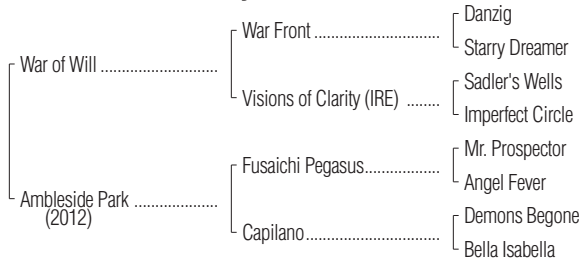 Danzig
War Front ..............................
Starry Dreamer
War of Will ............................
Sadler's Wells
Visions of Clarity (IRE) ........
Imperfect Circle
Mr. Prospector
Fusaichi Pegasus..................
Angel Fever
Ambleside Park ....................
(2012)
Demons Begone
Capilano................................
Bella Isabella